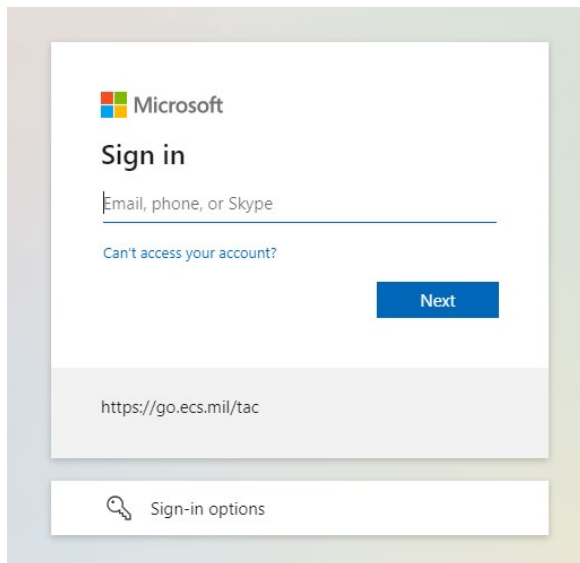 Microsoft
Sign in
Email, phone, or Skype
Can't access your account?
Next
https://go.ecs.mil/tac
Sign-in options